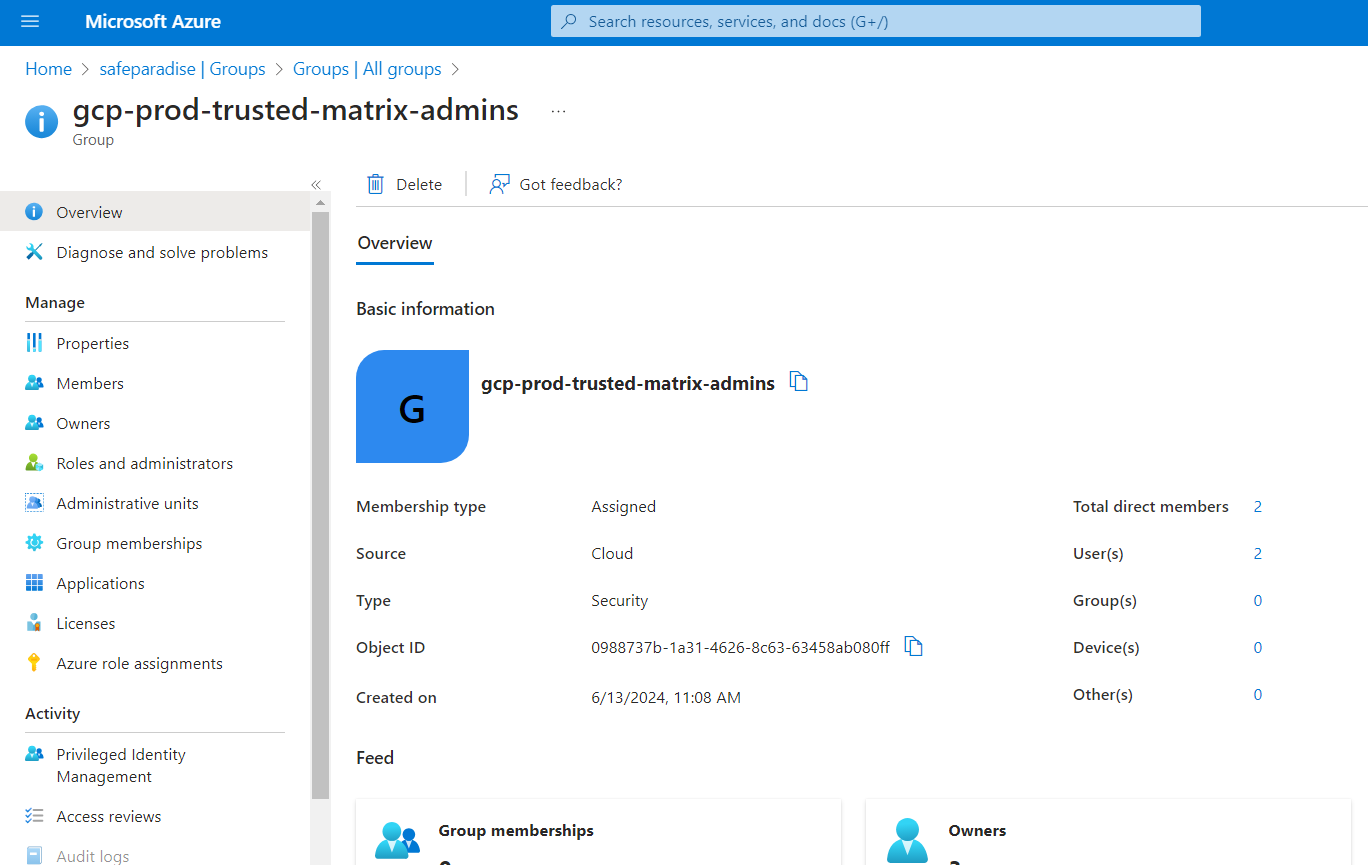 Microsoft Azure
Search resources, services, and docs (G+/)
Home > safeparadise | Groups > Groups | All groups >
gcp-prod-trusted-matrix-admins ...
Group
«
Delete
Got feedback?
Overview
Diagnose and solve problems
Manage
Properties
Members
Owners
Roles and administrators
Administrative units
Group memberships
Applications
Licenses
Azure role assignments
Activity
Privileged Identity
Management
Access reviews
Audit logs
Overview
Basic information
G
gcp-prod-trusted-matrix-admins
Membership type Assigned
Source Cloud
Type Security
Object ID 0988737b-1a31-4626-8c63-63458ab080ff
Created on 6/13/2024, 11:08 AM
Total direct members 2
User(s) 2
Group(s) 0
Device(s) 0
Other(s) 0
Feed
Group memberships
Owners